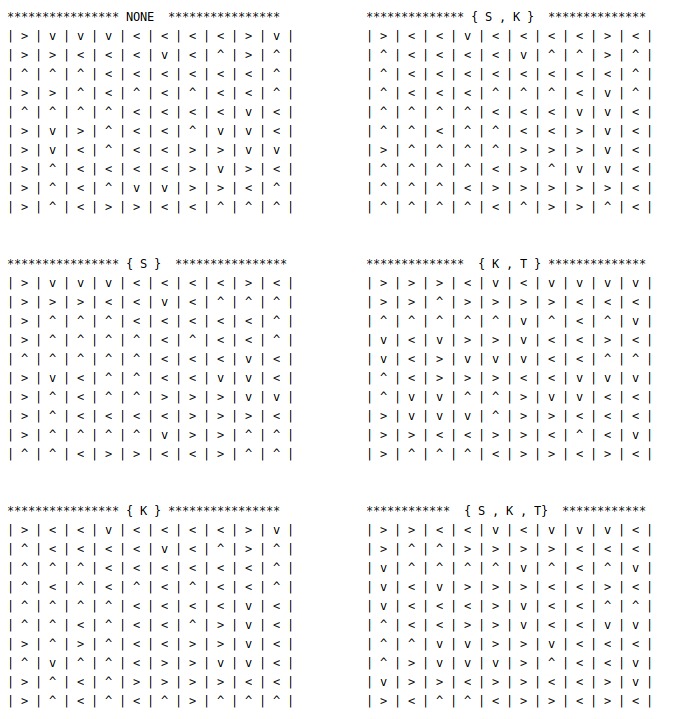 **************** NONE ****************
| > | v | v | v | < | < | < | < | > | v |
| > | > | < | < | < | v | < | ^ | > | ^ |
| ^ | ^ | ^ | < | < | < | < | < | < | ^ |
| > | > | ^ | < | ^ | < | ^ | < | < | ^ |
| ^ | ^ | ^ | ^ | < | < | < | < | v | < |
| > | v | > | ^ | < | < | ^ | v | v | < |
| > | v | < | ^ | < | < | > | > | v | v |
| > | ^ | < | < | < | < | > | v | > | < |
| > | ^ | < | ^ | v | v | > | > | < | ^ |
| > | ^ | < | > | > | < | < | ^ | ^ | ^ |
**************** { S } ****************
| > | v | v | v | < | < | < | < | > | < |
| > | > | > | < | < | v | < | ^ | ^ | ^ |
| > | ^ | ^ | ^ | < | < | < | < | < | ^ |
| > | ^ | ^ | ^ | ^ | < | ^ | < | < | ^ |
| ^ | ^ | ^ | ^ | ^ | < | < | < | v | < |
| > | v | < | ^ | ^ | < | < | v | v | < |
| > | ^ | < | ^ | ^ | > | > | > | v | v |
| > | ^ | < | < | < | < | > | > | > | < |
| > | ^ | ^ | ^ | ^ | v | > | > | ^ | ^ |
| ^ | ^ | < | > | > | < | < | > | ^ | ^ |
**************** { K } ****************
| > | < | < | v | < | < | < | < | > | v |
| ^ | < | < | < | < | v | < | ^ | > | ^ |
| ^ | ^ | ^ | < | < | < | < | < | < | ^ |
| ^ | < | ^ | < | ^ | < | ^ | < | < | ^ |
| ^ | ^ | ^ | ^ | < | < | < | < | v | < |
| ^ | ^ | < | ^ | < | < | ^ | > | v | < |
| > | ^ | > | ^ | < | < | > | > | v | < |
| ^ | v | ^ | ^ | < | > | > | v | v | < |
| > | > | ^ | < | ^ | > | > | > | > | < |
| > | ^ | < | ^ | < | ^ | > | ^ | ^ | ^ |
************** { S , K } **************
| > | < | < | v | < | < | < | < | > | < |
| ^ | < | < | < | < | v | ^ | ^ | > | ^ |
| ^ | < | < | < | < | < | < | < | < | ^ |
| ^ | < | < | < | ^ | ^ | ^ | < | v | ^ |
| ^ | ^ | ^ | ^ | < | < | < | v | v | < |
| ^ | ^ | ^ | < | ^ | < | < | > | v | < |
| > | ^ | ^ | ^ | ^ | > | > | > | v | < |
| ^ | ^ | ^ | ^ | < | > | ^ | v | v | < |
| ^ | ^ | ^ | < | > | > | > | > | > | < |
| ^ | ^ | ^ | ^ | < | ^ | > | > | ^ | < |
************** { K , T } **************
| > | > | > | < | v | < | v | v | v | v |
| > | > | ^ | > | > | > | > | < | < | < |
| ^ | ^ | ^ | ^ | ^ | v | ^ | < | ^ | v |
| v | < | v | > | > | v | < | < | > | < |
| v | < | > | v | v | v | < | < | ^ | ^ |
| ^ | < | > | > | > | < | < | v | v | v |
| ^ | v | v | ^ | ^ | > | v | v | < | < |
| > | v | v | v | ^ | > | > | < | < | < |
| > | > | < | < | > | > | < | ^ | < | v |
| > | ^ | ^ | ^ | < | > | > | < | > | < |
************ { S , K , T} ************
| > | > | < | < | v | < | v | v | v | < |
| > | ^ | ^ | > | > | > | > | < | < | < |
| v | ^ | ^ | ^ | ^ | v | ^ | < | ^ | v |
| v | < | v | > | > | > | < | < | > | < |
| v | < | < | < | > | v | < | < | ^ | ^ |
| ^ | < | < | > | > | > | < | < | v | v |
| ^ | ^ | v | v | > | > | v | < | < | < |
| ^ | > | v | v | v | > | ^ | < | < | < |
| v | > | > | < | > | > | < | < | > | v |
| > | < | ^ | ^ | < | > | > | < | > | < |